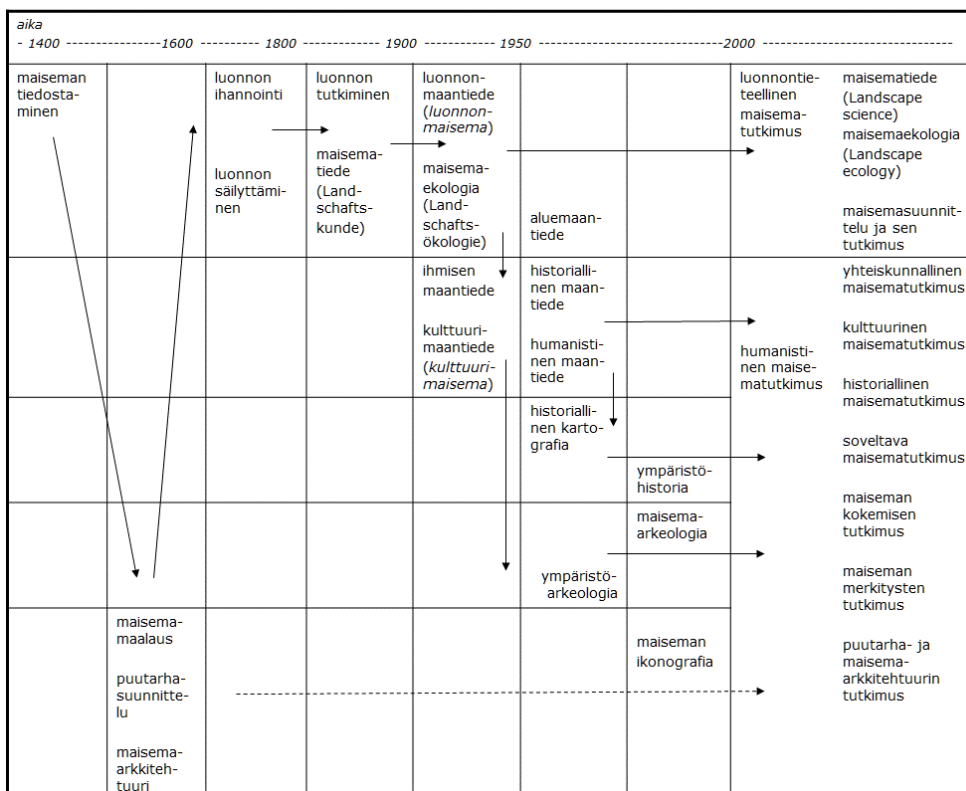 aika
- 1400 ---------------1600 ------------ 1800 ------------ 1900 ------------ 1950 ------------------------------2000 ------------------------------
maiseman
tiedosta-
minen
luonnon
ihannointi
luonnon
säilyttämi-
nen
luonnon
tutkiminen
maisema-
tiede
(Land-
schafts-
kunde)
luonnon-
maantiede
(luonnon-
maisema)
maisema-
ekologia
(Land-
schafts-
ökologie)
aluemaan-
tiede
luonnontie-
teellinen
maisema-
tutkimus
maisematiede
(Landscape
science)
maisemaekologia
(Landscape
ecology)
maisemasuunnit-
telu ja sen
tutkimus
ihmisen
maantiede
kulttuuri-
maantiede
(kulttuuri-
maisema)
historialli-
nen maan-
tiede
humanisti-
nen maan-
tiede
humanisti-
nen maise-
matutkimus
yhteiskunnallinen
maisematutkimus
kulttuurinen
maisematutkimus
historiallinen
maisematutkimus
historialli-
nen karto-
grafia
ympäristö-
historia
soveltava
maisematutkimus
maisema-
arkeologia
ympäristö-
arkeologia
maiseman
kokemisen
tutkimus
maiseman
merkitysten
tutkimus
maisema-
maalaus
puutarha-
suunnitte-
lu
maisema-
arkkiteh-
tuuri
maiseman
ikonografia
puutarha- ja
maisema-
arkkitehtuurin
tutkimus